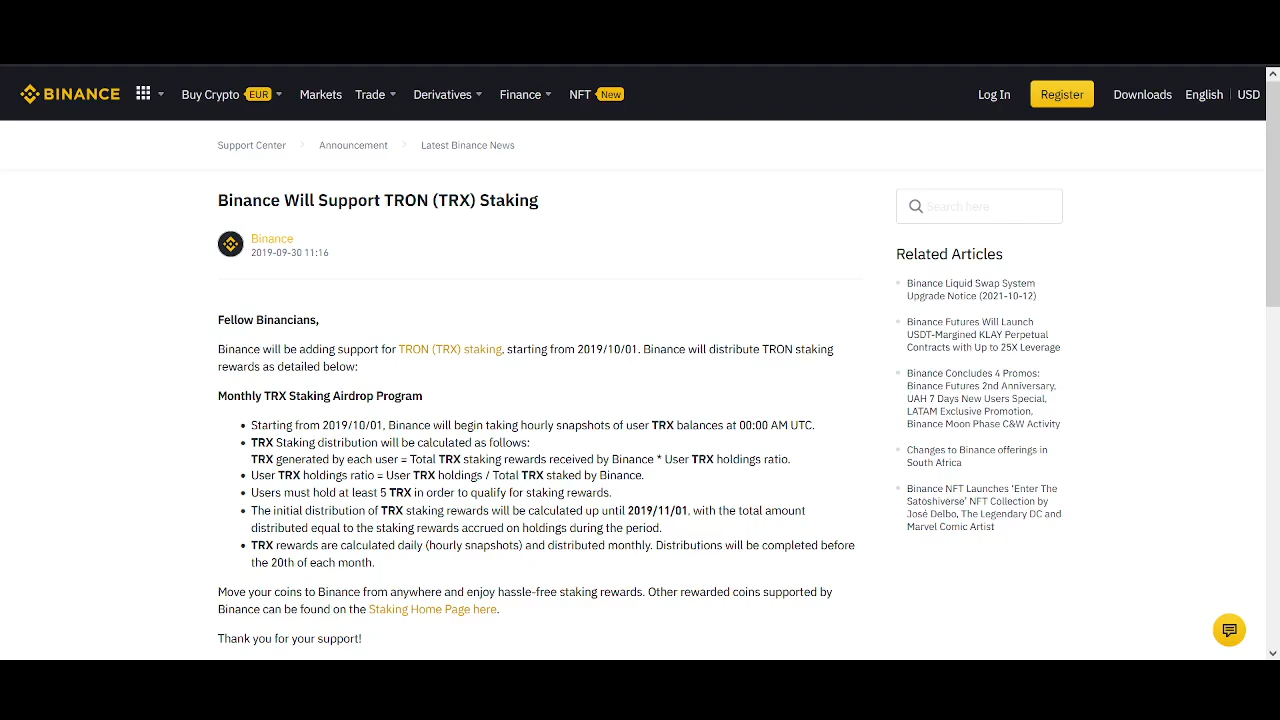 BINANCE Buy Crypto EUR Markets Trade Derivatives Finance NFT New Log In Register Downloads English USD
Support Center Announcement Latest Binance News
Binance Will Support TRON (TRX) Staking
Binance
2019-09-30 11:16
Fellow Binancians,
Binance will be adding support for TRON (TRX) staking, starting from 2019/10/01. Binance will distribute TRON staking
rewards as detailed below:
Monthly TRX Staking Airdrop Program
Starting from 2019/10/01, Binance will begin taking hourly snapshots of user TRX balances at 00:00 AM UTC.
TRX Staking distribution will be calculated as follows:
TRX generated by each user = Total TRX staking rewards received by Binance * User TRX holdings ratio.
User TRX holdings ratio = User TRX holdings / Total TRX staked by Binance.
Users must hold at least 5 TRX in order to qualify for staking rewards.
The initial distribution of TRX staking rewards will be calculated up until 2019/11/01, with the total amount
distributed equal to the staking rewards accrued on holdings during the period.
TRX rewards are calculated daily (hourly snapshots) and distributed monthly. Distributions will be completed before
the 20th of each month.
Move your coins to Binance from anywhere and enjoy hassle-free staking rewards. Other rewarded coins supported by
Binance can be found on the Staking Home Page here.
Thank you for your support!
Search here
Related Articles
Binance Liquid Swap System
Upgrade Notice (2021-10-12)
Binance Futures Will Launch
USDT-Margined KLAY Perpetual
Contracts with Up to 25X Leverage
Binance Concludes 4 Promos:
Binance Futures 2nd Anniversary,
UAH 7 Days New Users Special,
LATAM Exclusive Promotion,
Binance Moon Phase C&W Activity
Changes to Binance offerings in
South Africa
Binance NFT Launches 'Enter The
Satoshiverse' NFT Collection by
José Delbo, The Legendary DC and
Marvel Comic Artist